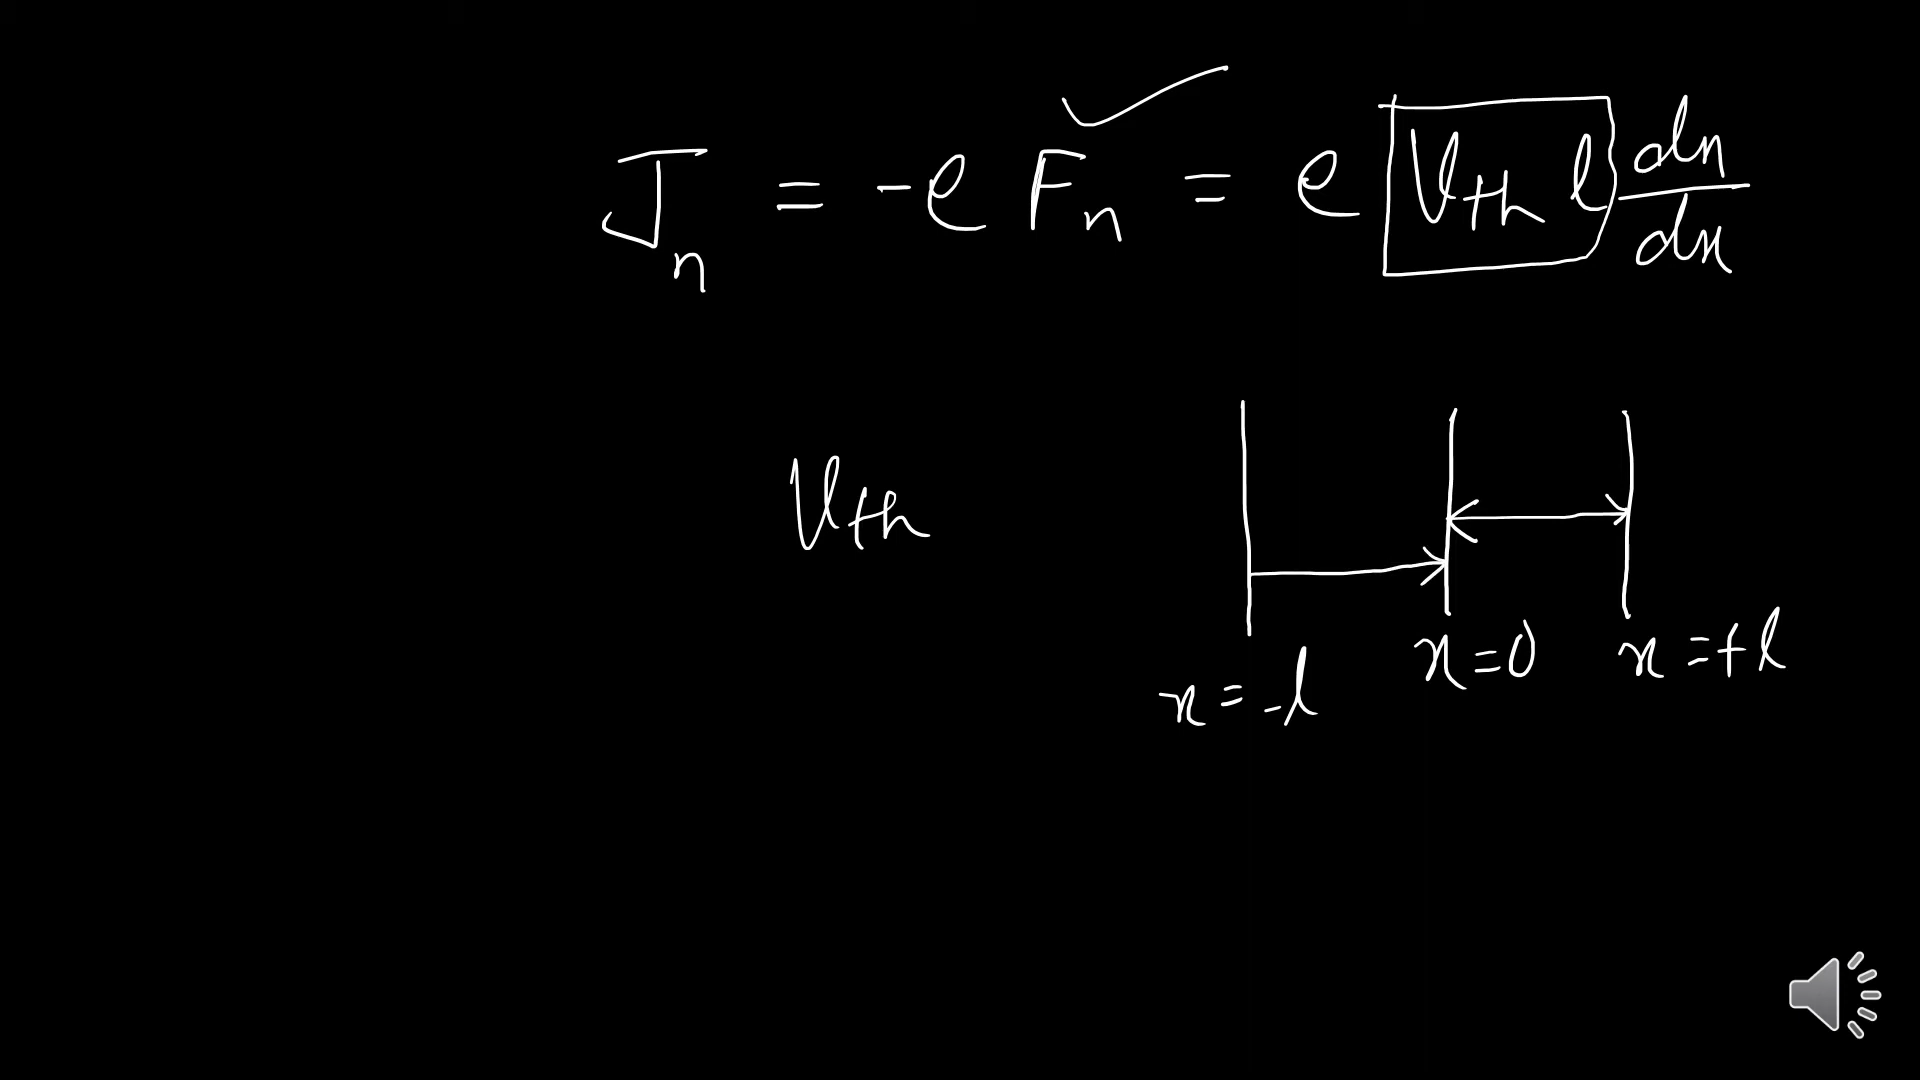 Jn = -e Fn = e Vth l dn/dx
Vth
x = -l
x = 0
x = +l